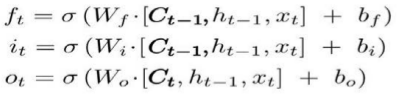 f_t = σ (W_f · [C_{t−1}, h_{t−1}, x_t] + b_f)
i_t = σ (W_i · [C_{t−1}, h_{t−1}, x_t] + b_i)
o_t = σ (W_o · [C_t, h_{t−1}, x_t] + b_o)